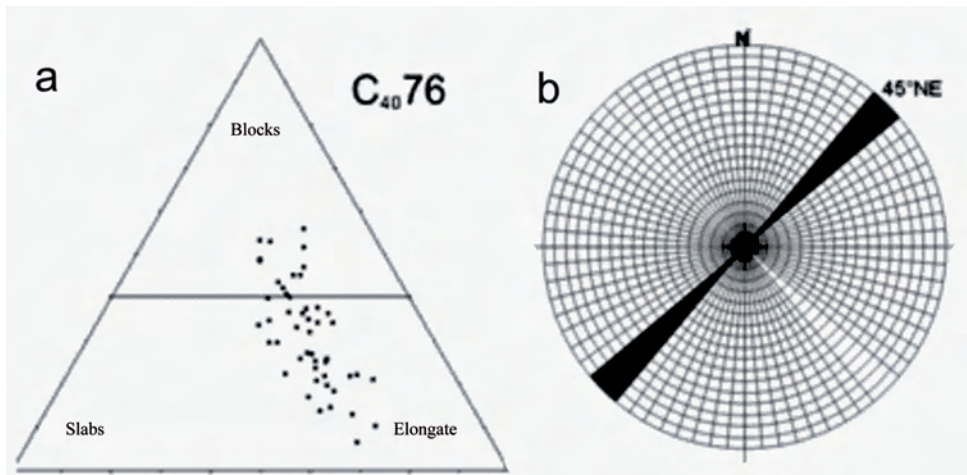 a
C₄₀76
Blocks
Slabs
Elongate
b
N
45°NE